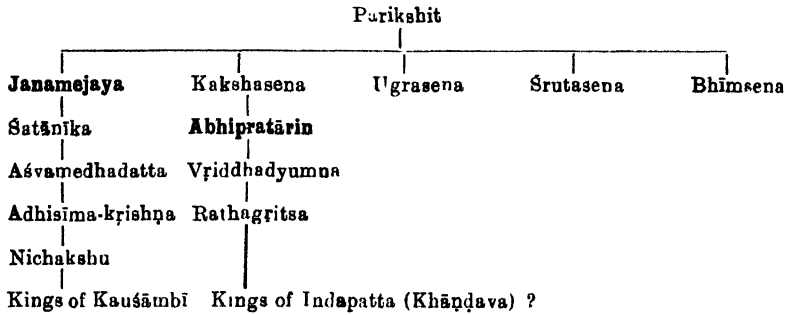 Parikshit
Janamejaya Kakshasena Ugrasena Śrutasena Bhīmsena
Śatānīka Abhipratārin
Aśvamedhadatta Vṛiddhadyumna
Adhisīma-kṛishṇa Rathagṛitsa
Nichakshu
Kings of Kauśāmbī Kings of Indapatta (Khāṇḍava) ?